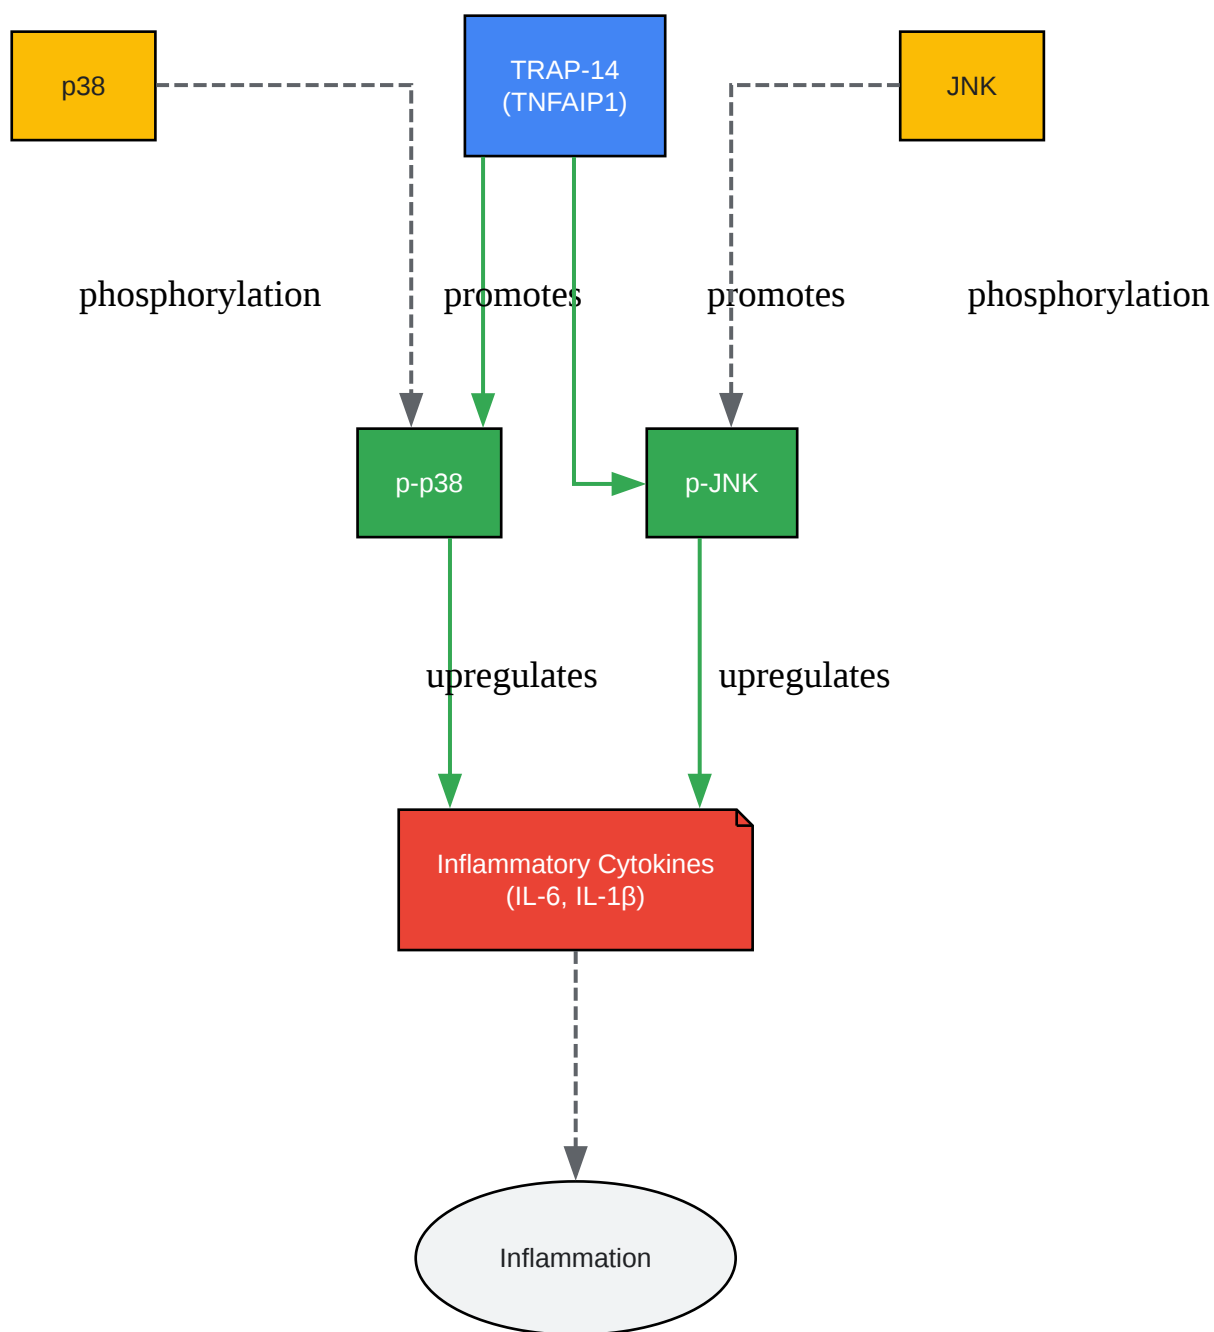 p38
TRAP-14
(TNFAIP1)
JNK
phosphorylation
promotes
promotes
phosphorylation
p-p38
p-JNK
upregulates
upregulates
Inflammatory Cytokines
(IL-6, IL-1β)
Inflammation